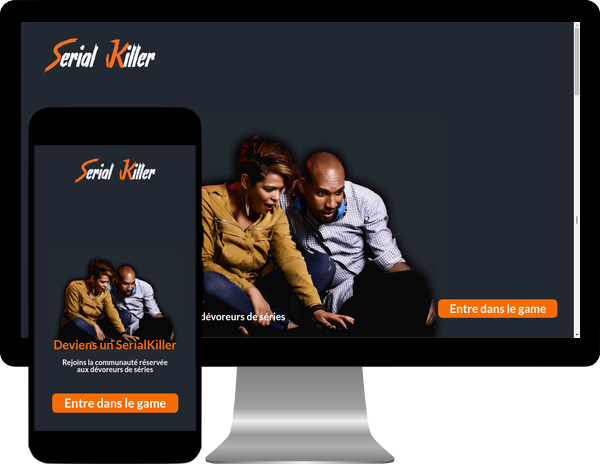 Serial Killer
dévoreurs de séries
Entre dans le game
Serial Killer
Deviens un SerialKiller
Rejoins la communauté réservée
aux dévoreurs de séries
Entre dans le game